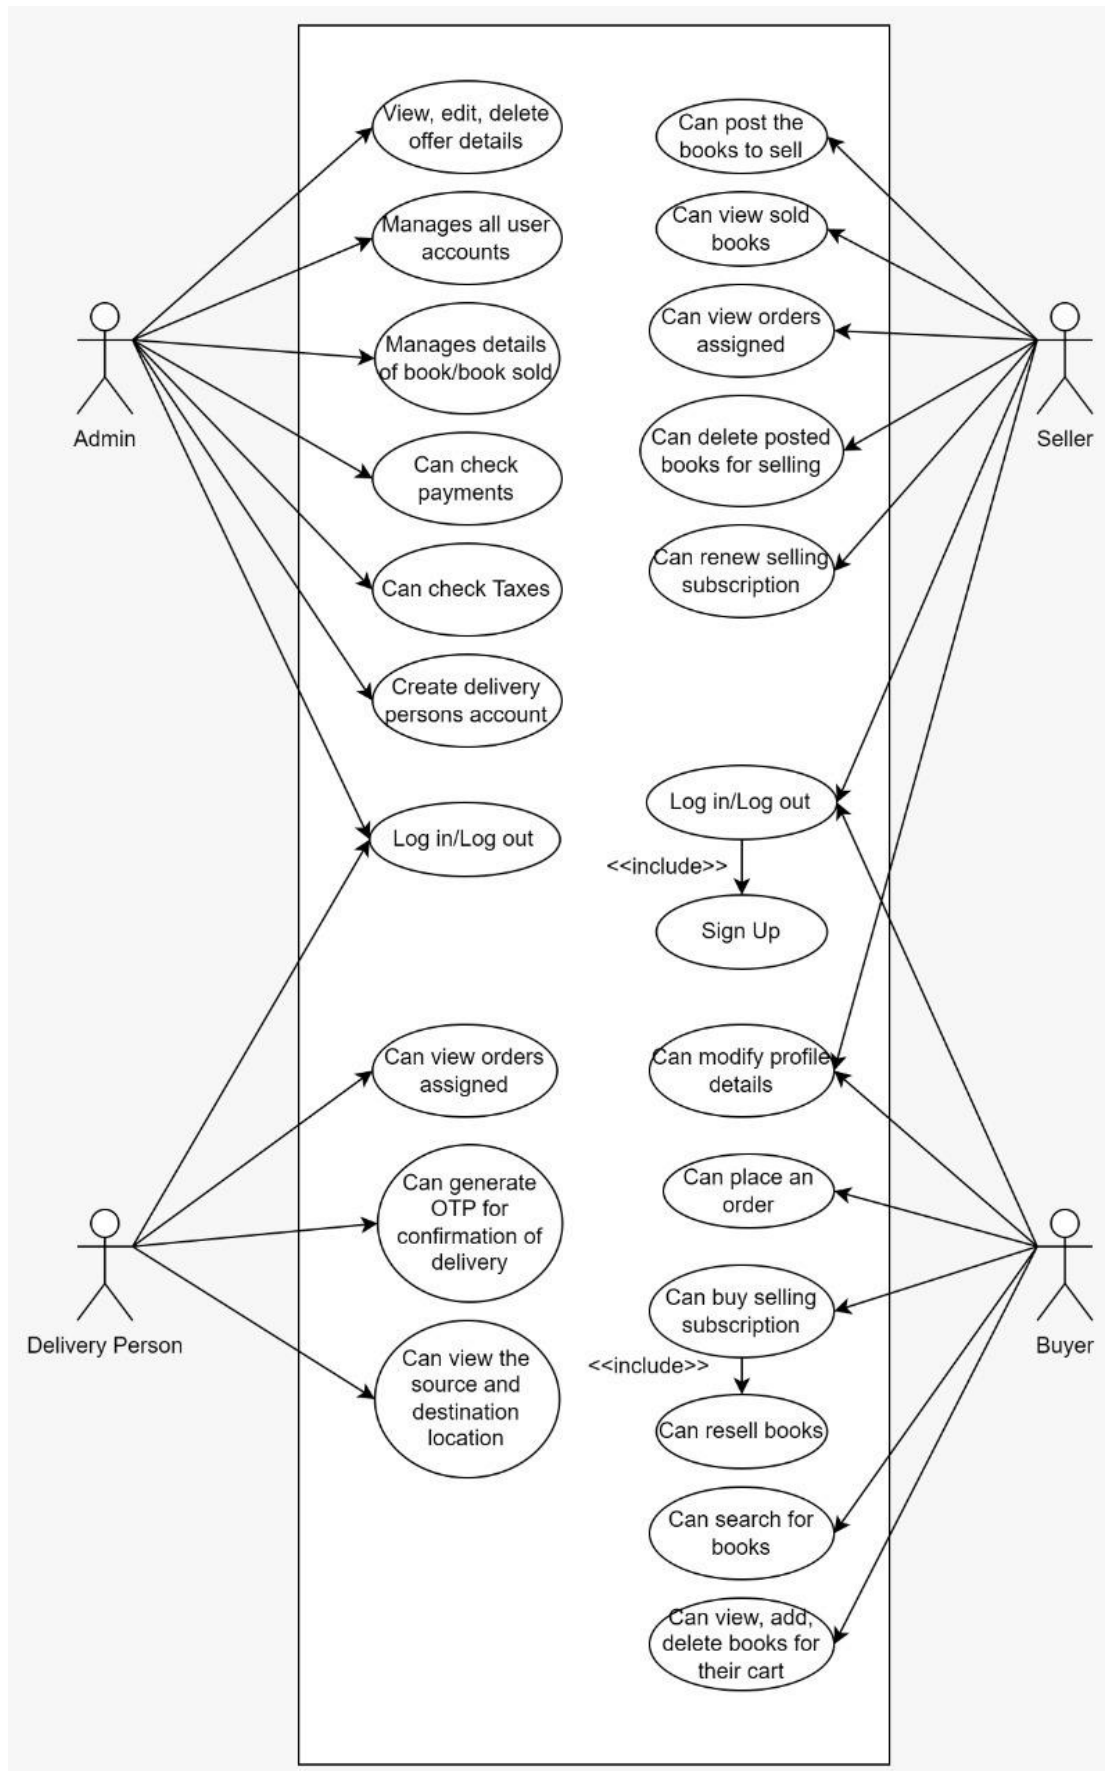 View, edit, delete
offer details
Manages all user
accounts
Manages details
of book/book sold
Can check
payments
Can check Taxes
Create delivery
persons account
Log in/Log out
Admin
Can post the
books to sell
Can view sold
books
Can view orders
assigned
Can delete posted
books for selling
Can renew selling
subscription
Seller
Log in/Log out
<<include>>
Sign Up
Can view orders
assigned
Can generate
OTP for
confirmation of
delivery
Can view the
source and
destination
location
Delivery Person
Can modify profile
details
Can place an
order
Can buy selling
subscription
<<include>>
Can resell books
Can search for
books
Can view, add,
delete books for
their cart
Buyer